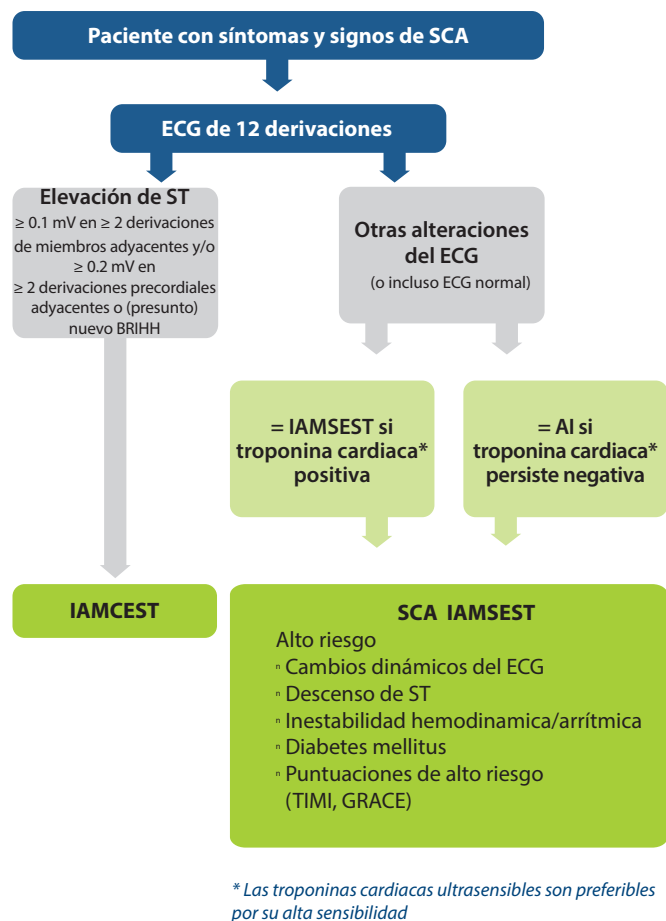 Paciente con síntomas y signos de SCA
ECG de 12 derivaciones
Elevación de ST
≥ 0.1 mV en ≥ 2 derivaciones
de miembros adyacentes y/o
≥ 0.2 mV en
≥ 2 derivaciones precordiales
adyacentes o (presunto)
nuevo BRIHH
Otras alteraciones
del ECG
(o incluso ECG normal)
= IAMSEST si
troponina cardiaca*
positiva
= AI si
troponina cardiaca*
persiste negativa
IAMCEST
SCA IAMSEST
Alto riesgo
ⁿ Cambios dinámicos del ECG
ⁿ Descenso de ST
ⁿ Inestabilidad hemodinamica/arrítmica
ⁿ Diabetes mellitus
ⁿ Puntuaciones de alto riesgo
(TIMI, GRACE)
* Las troponinas cardiacas ultrasensibles son preferibles
por su alta sensibilidad